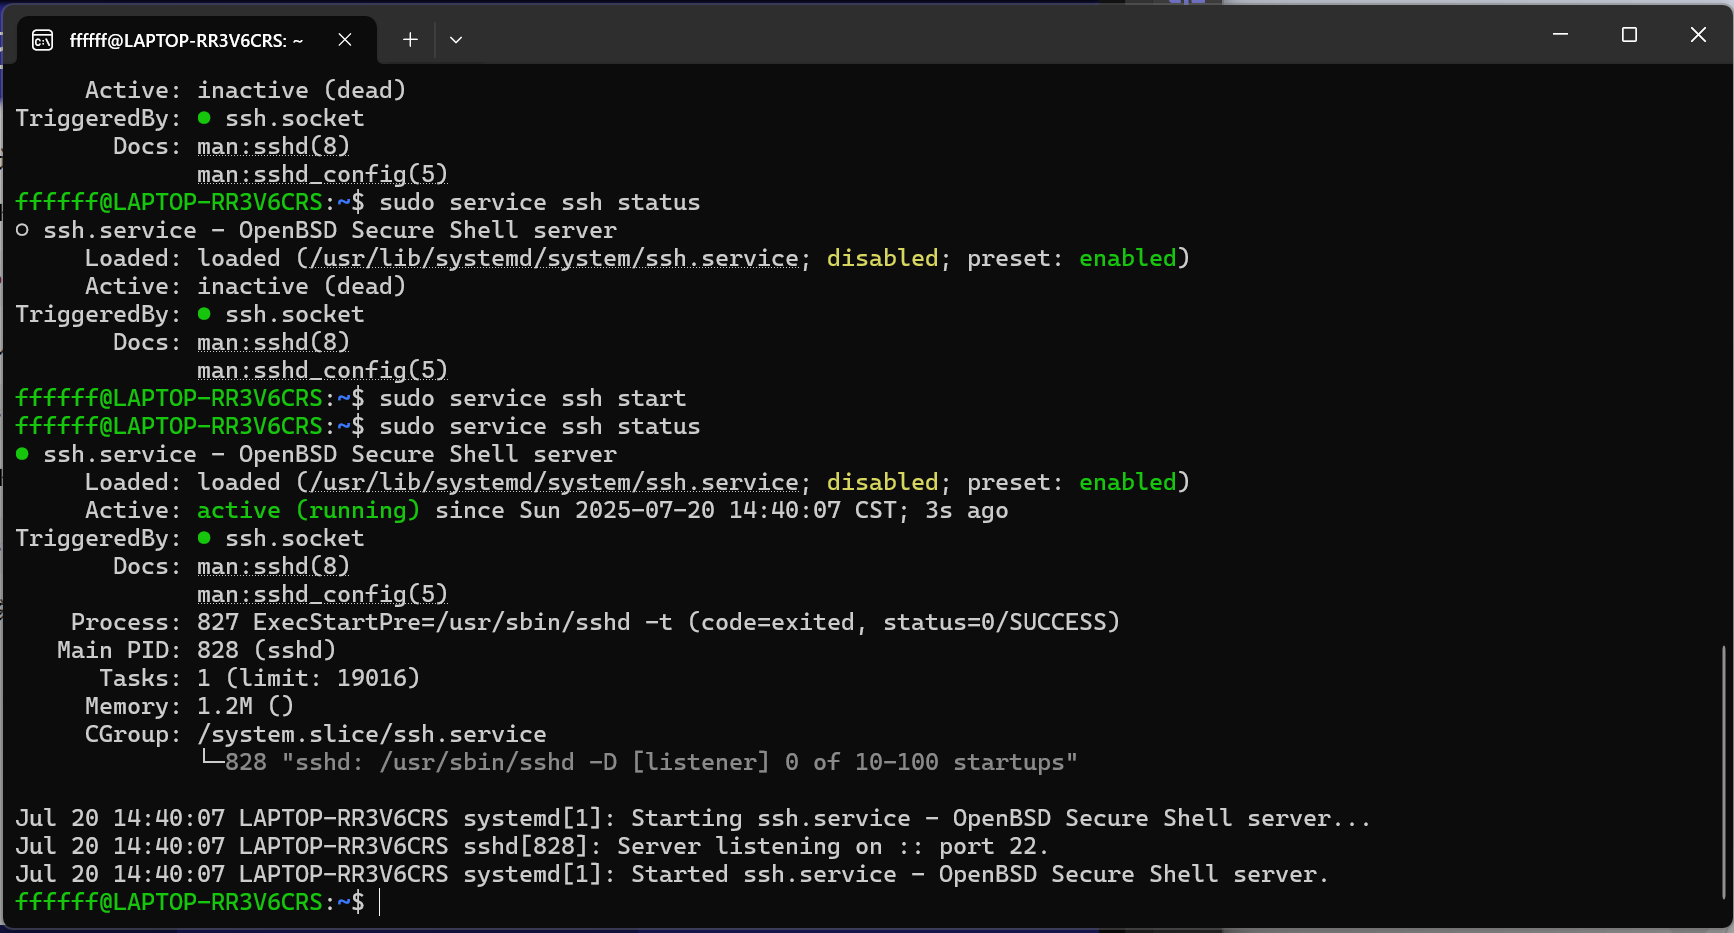 ffffff@LAPTOP-RR3V6CRS: ~
Active: inactive (dead)
TriggeredBy: ● ssh.socket
Docs: man:sshd(8)
man:sshd_config(5)
ffffff@LAPTOP-RR3V6CRS:~$ sudo service ssh status
○ ssh.service - OpenBSD Secure Shell server
Loaded: loaded (/usr/lib/systemd/system/ssh.service; disabled; preset: enabled)
Active: inactive (dead)
TriggeredBy: ● ssh.socket
Docs: man:sshd(8)
man:sshd_config(5)
ffffff@LAPTOP-RR3V6CRS:~$ sudo service ssh start
ffffff@LAPTOP-RR3V6CRS:~$ sudo service ssh status
● ssh.service - OpenBSD Secure Shell server
Loaded: loaded (/usr/lib/systemd/system/ssh.service; disabled; preset: enabled)
Active: active (running) since Sun 2025-07-20 14:40:07 CST; 3s ago
TriggeredBy: ● ssh.socket
Docs: man:sshd(8)
man:sshd_config(5)
Process: 827 ExecStartPre=/usr/sbin/sshd -t (code=exited, status=0/SUCCESS)
Main PID: 828 (sshd)
Tasks: 1 (limit: 19016)
Memory: 1.2M ()
CGroup: /system.slice/ssh.service
└─828 "sshd: /usr/sbin/sshd -D [listener] 0 of 10-100 startups"
Jul 20 14:40:07 LAPTOP-RR3V6CRS systemd[1]: Starting ssh.service - OpenBSD Secure Shell server...
Jul 20 14:40:07 LAPTOP-RR3V6CRS sshd[828]: Server listening on :: port 22.
Jul 20 14:40:07 LAPTOP-RR3V6CRS systemd[1]: Started ssh.service - OpenBSD Secure Shell server.
ffffff@LAPTOP-RR3V6CRS:~$